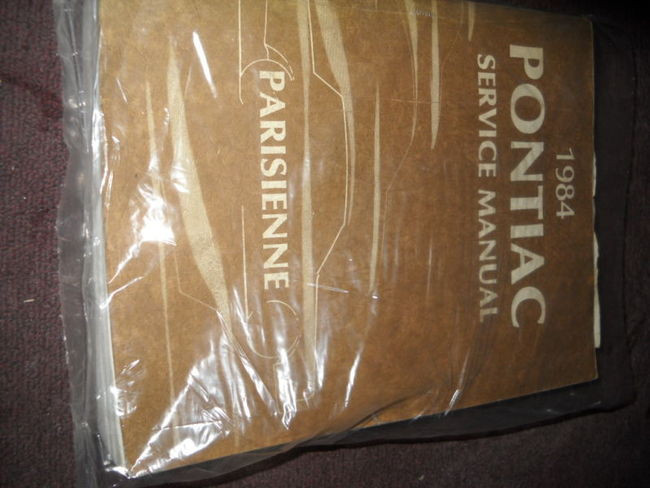 1984
PONTIAC
SERVICE MANUAL
PARISIENNE